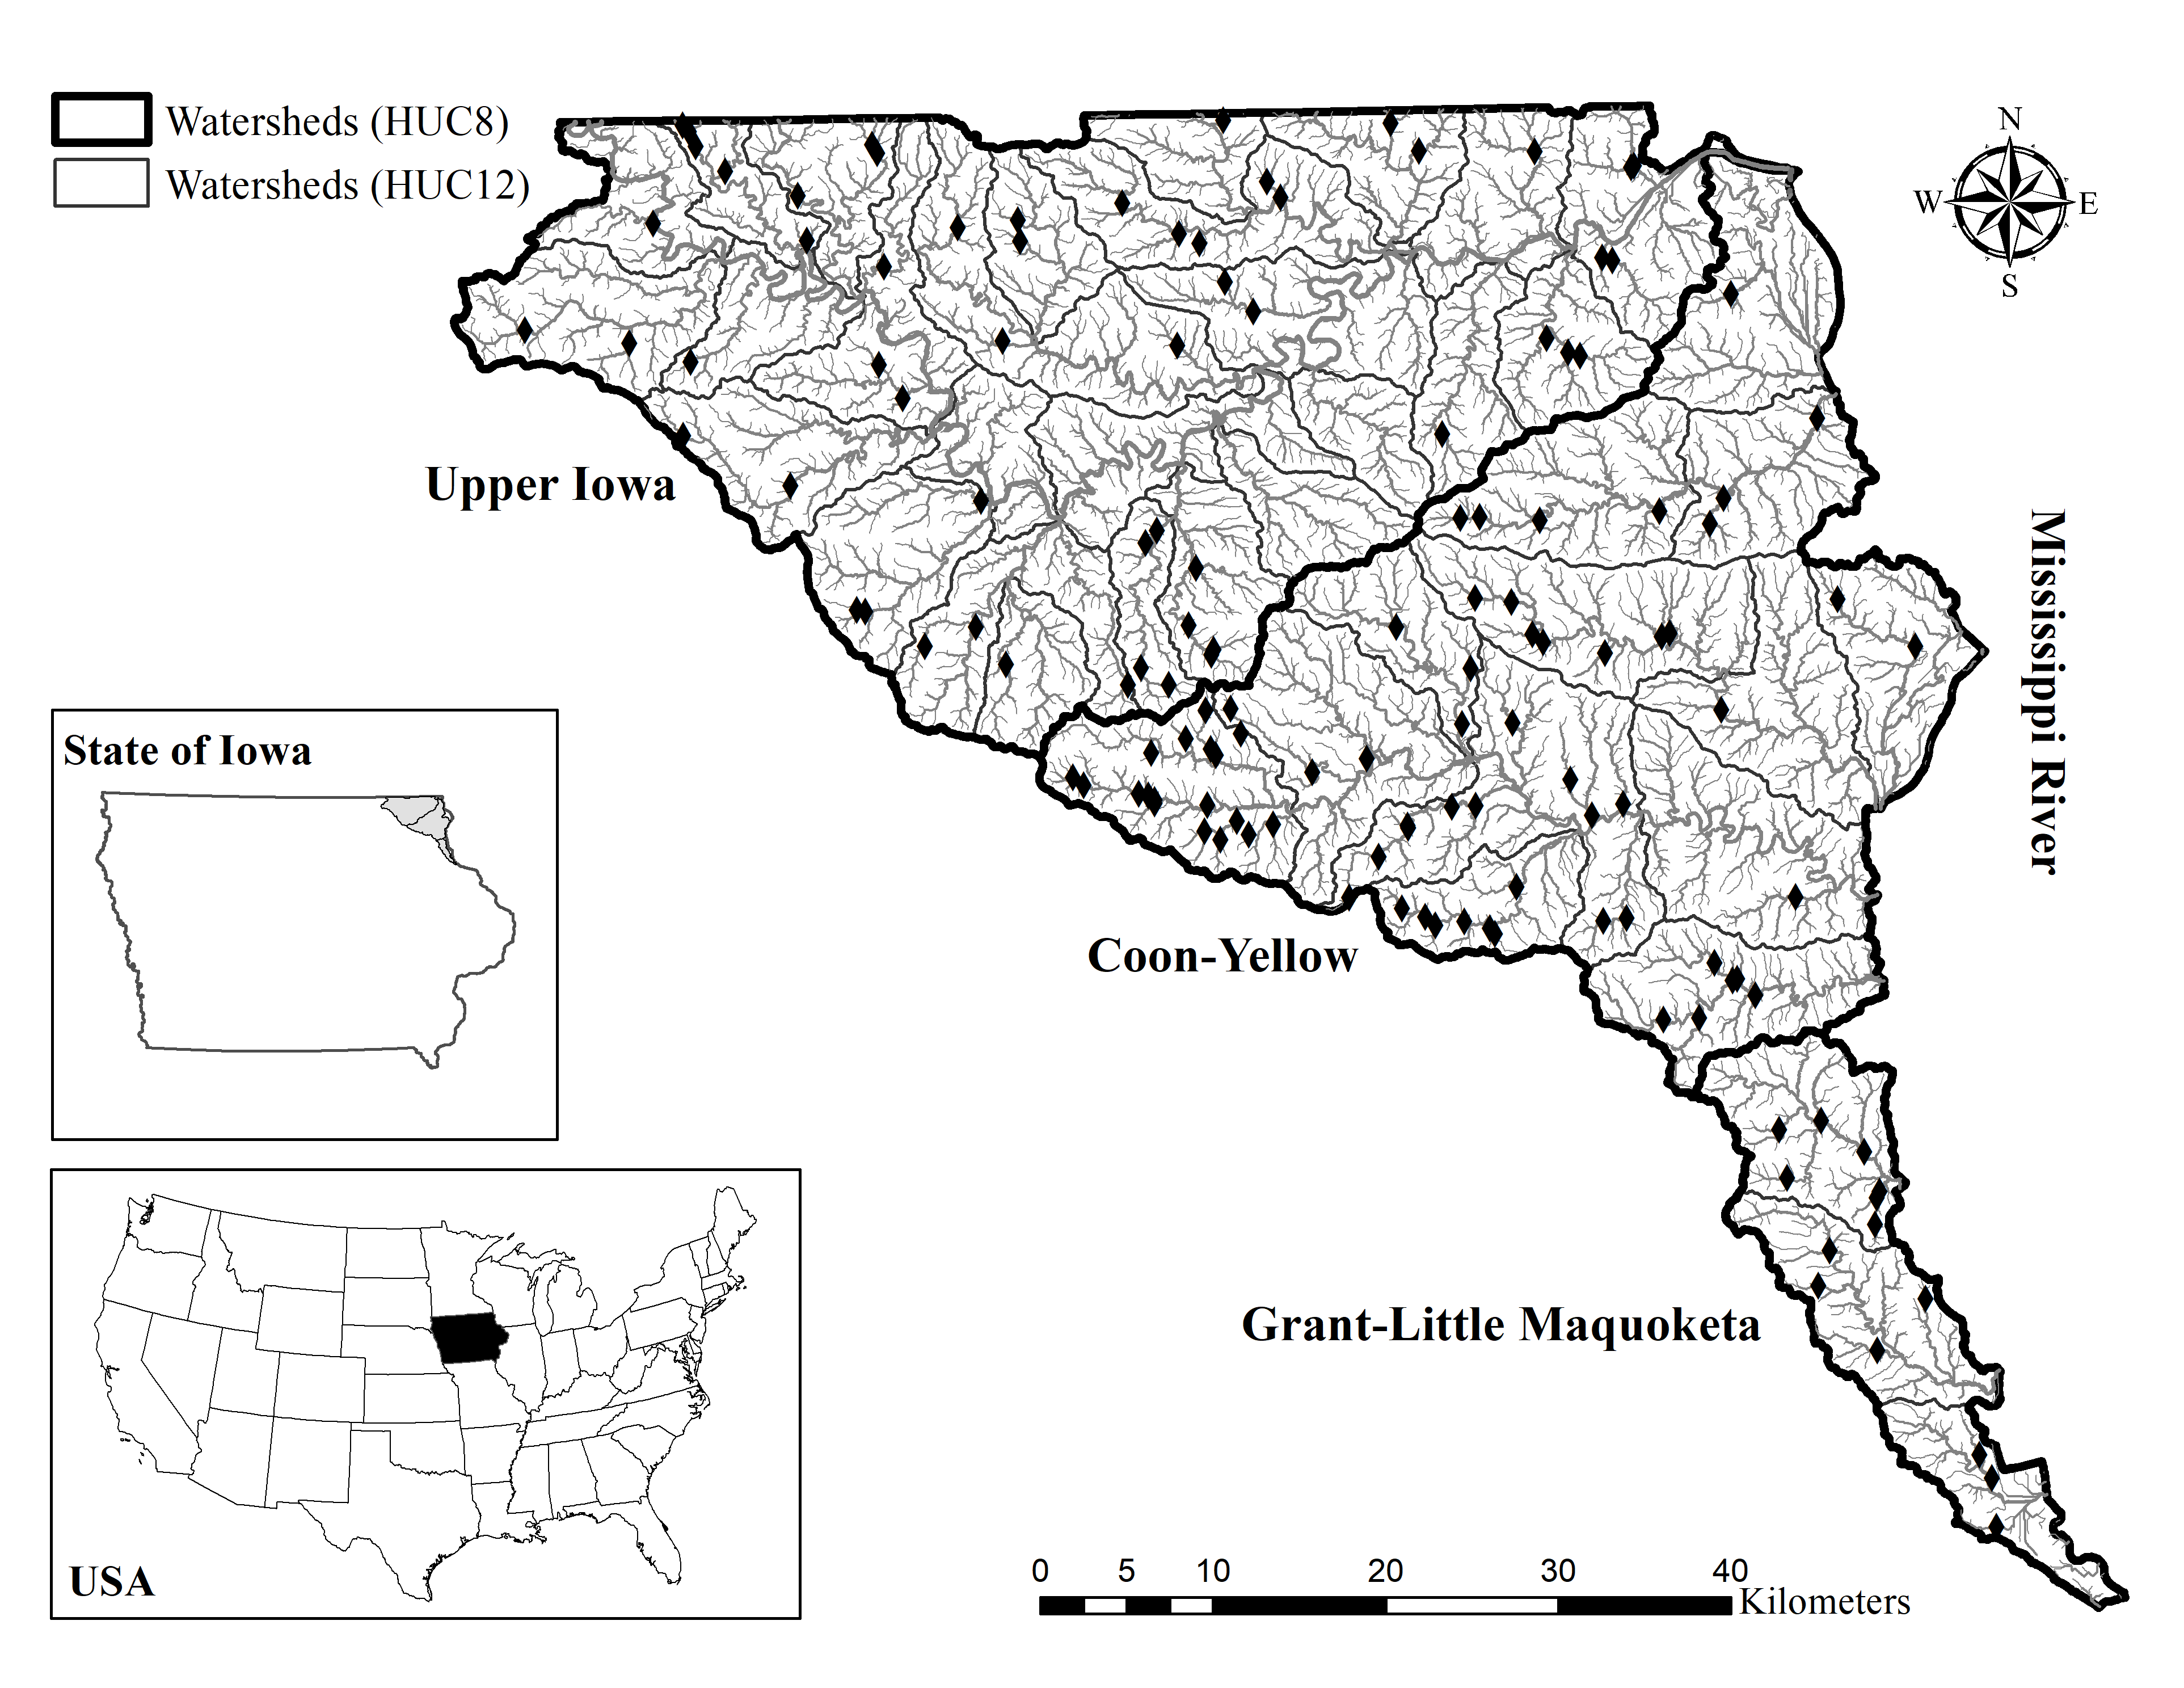 Watersheds (HUC8)
Watersheds (HUC12)
N
W
E
S
Upper Iowa
Mississippi River
State of Iowa
Coon-Yellow
Grant-Little Maquoketa
USA
0 5 10 20 30 40
Kilometers